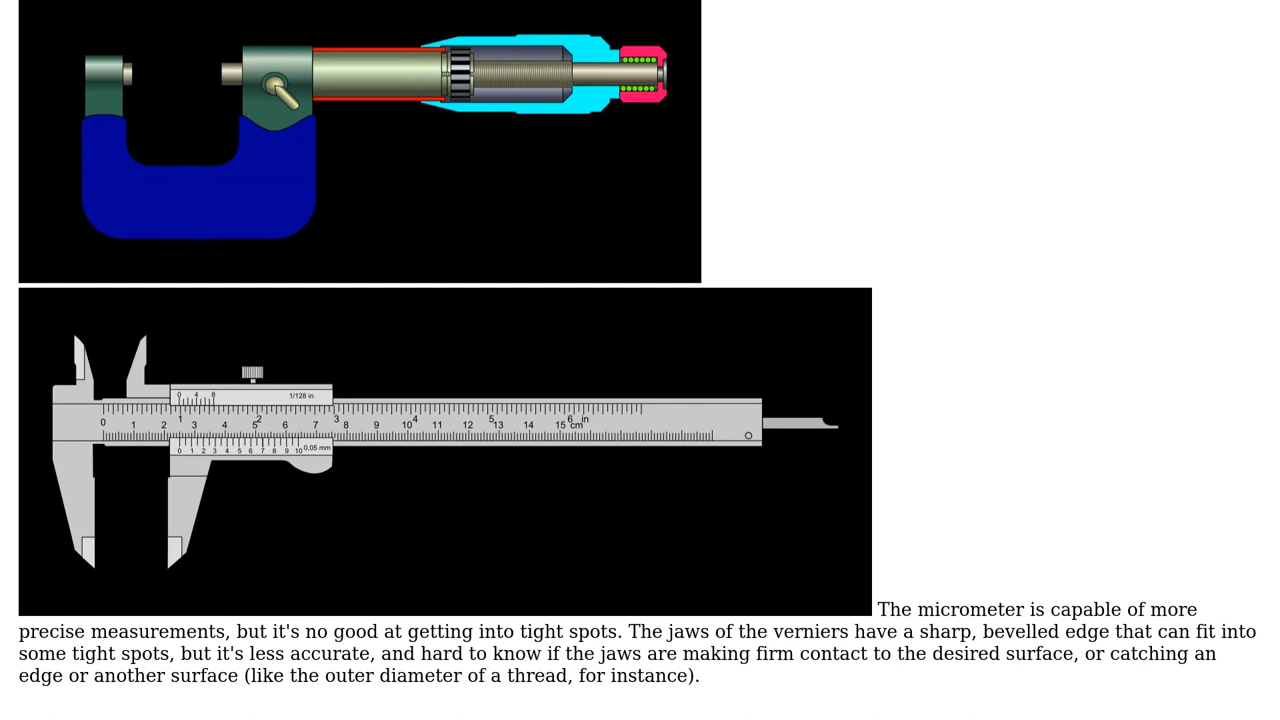 0 4 8
1/128 in
0 1 2 3 4 5 6 in
1 2 3 4 5 6 7 8 9 10 11 12 13 14 15 cm
0 1 2 3 4 5 6 7 8 9 10 0,05 mm
The micrometer is capable of more
precise measurements, but it's no good at getting into tight spots. The jaws of the verniers have a sharp, bevelled edge that can fit into
some tight spots, but it's less accurate, and hard to know if the jaws are making firm contact to the desired surface, or catching an
edge or another surface (like the outer diameter of a thread, for instance).